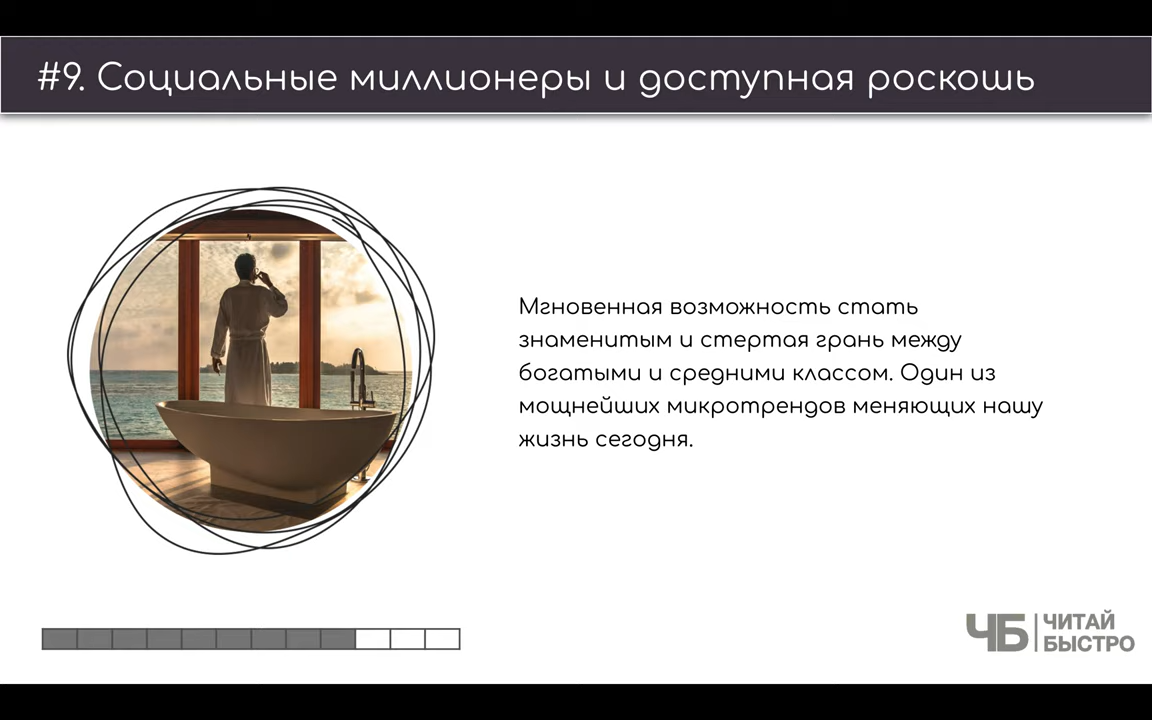 #9. Социальные миллионеры и доступная роскошь
Мгновенная возможность стать
знаменитым и стертая грань между
богатыми и средними классом. Один из
мощнейших микротрендов меняющих нашу
жизнь сегодня.
ЧБ
ЧИТАЙ
БЫСТРО